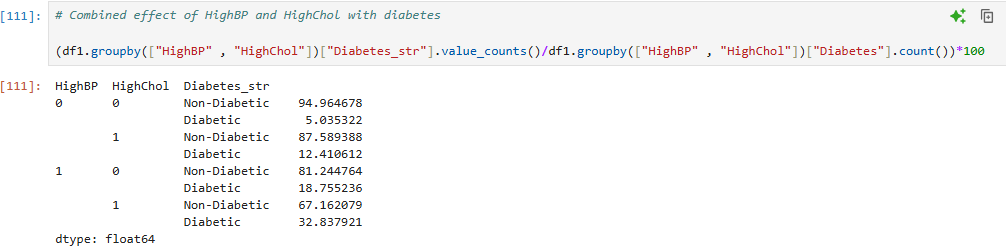 [111]: # Combined effect of HighBP and HighChol with diabetes
(df1.groupby(["HighBP" , "HighChol"])["Diabetes_str"].value_counts()/df1.groupby(["HighBP" , "HighChol"])["Diabetes"].count())*100
[111]: HighBP HighChol Diabetes_str
0 0 Non-Diabetic 94.964678
Diabetic 5.035322
1 Non-Diabetic 87.589388
Diabetic 12.410612
1 0 Non-Diabetic 81.244764
Diabetic 18.755236
1 Non-Diabetic 67.162079
Diabetic 32.837921
dtype: float64